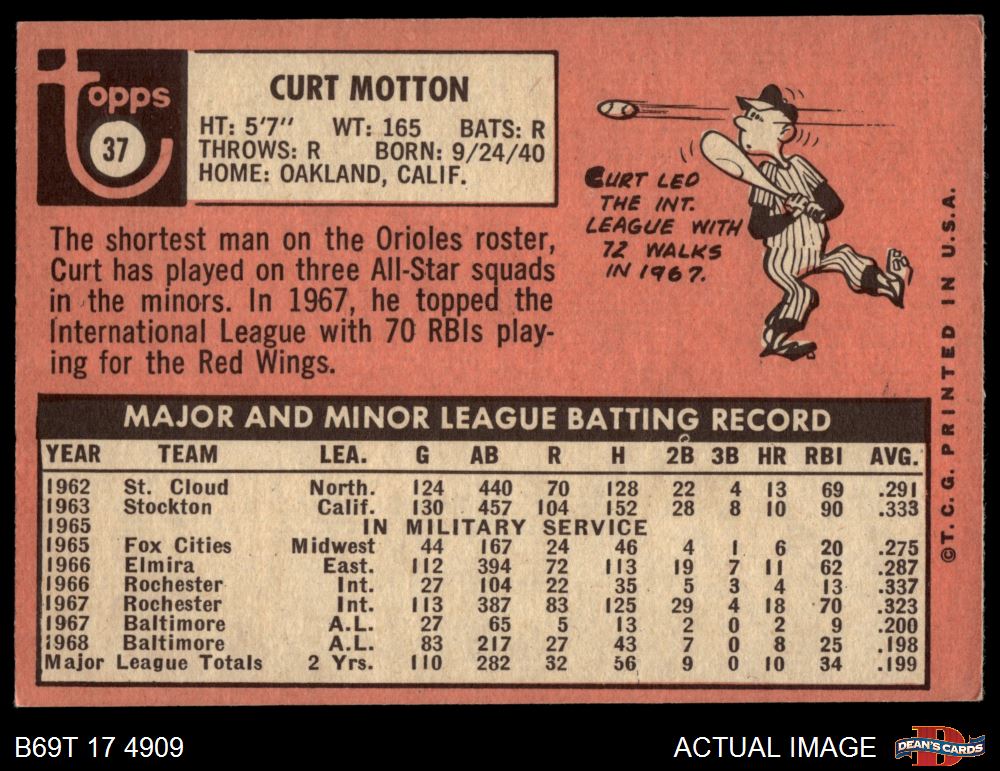 topps
37
CURT MOTTON
HT: 5'7" WT: 165 BATS: R
THROWS: R BORN: 9/24/40
HOME: OAKLAND, CALIF.
CURT LED
THE INT.
LEAGUE WITH
72 WALKS
IN 1967.
The shortest man on the Orioles roster,
Curt has played on three All-Star squads
in the minors. In 1967, he topped the
International League with 70 RBIs play-
ing for the Red Wings.
MAJOR AND MINOR LEAGUE BATTING RECORD
YEAR TEAM LEA. G AB R H 2B 3B HR RBI AVG.
1962 St. Cloud North. 124 440 70 128 22 4 13 69 .291
1963 Stockton Calif. 130 457 104 152 28 8 10 90 .333
1965 IN MILITARY SERVICE
1965 Fox Cities Midwest 44 167 24 46 4 1 6 20 .275
1966 Elmira East. 112 394 72 113 19 7 11 62 .287
1966 Rochester Int. 27 104 22 35 5 3 4 13 .337
1967 Rochester Int. 113 387 83 125 29 4 18 70 .323
1967 Baltimore A.L. 27 65 5 13 2 0 2 9 .200
1968 Baltimore A.L. 83 217 27 43 7 0 8 25 .198
Major League Totals 2 Yrs. 110 282 32 56 9 0 10 34 .199
©T. C. G. PRINTED IN U.S.A.
B69T 17 4909
ACTUAL IMAGE
D
DEAN'S CARDS